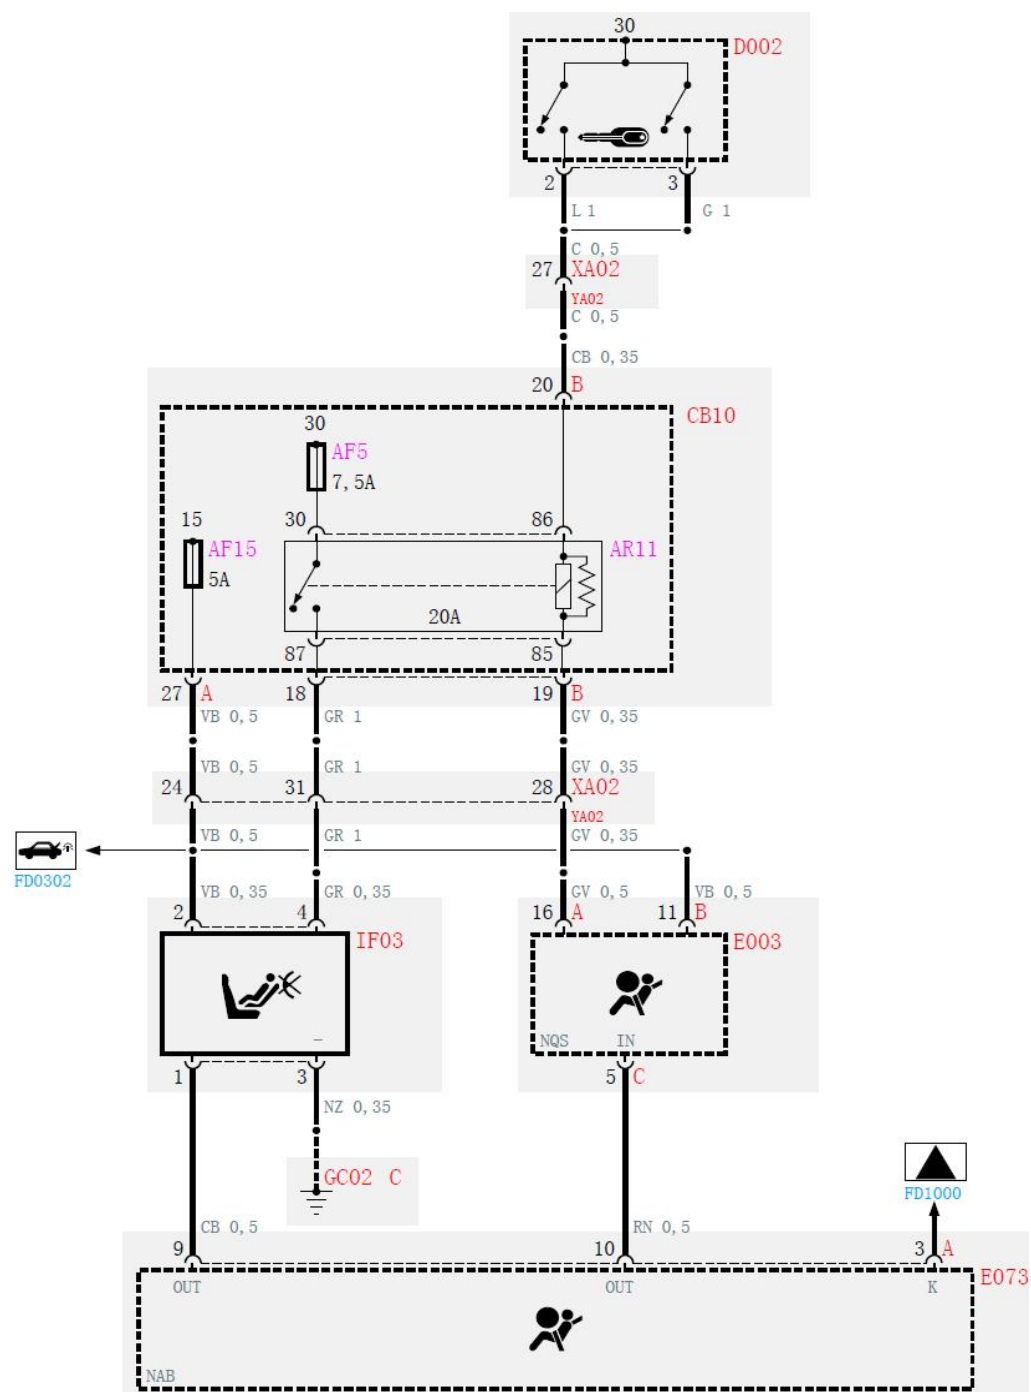 30
D002
2 3
L 1 G 1
C 0,5
27 XA02
YA02
C 0,5
CB 0,35
20 B
CB10
30
AF5
7,5A
15 30 86
AF15 AR11
5A
20A
87 85
27 A 18 19 B
VB 0,5 GR 1 GV 0,35
VB 0,5 GR 1 GV 0,35
24 31 28 XA02
YA02
VB 0,5 GR 1 GV 0,35
FD0302
VB 0,35 GR 0,35 GV 0,5 VB 0,5
2 4 16 A 11 B
IF03 E003
− NQS IN
1 3 5 C
NZ 0,35
GC02 C
FD1000
CB 0,5 RN 0,5
9 10 3 A
OUT OUT K E073
NAB